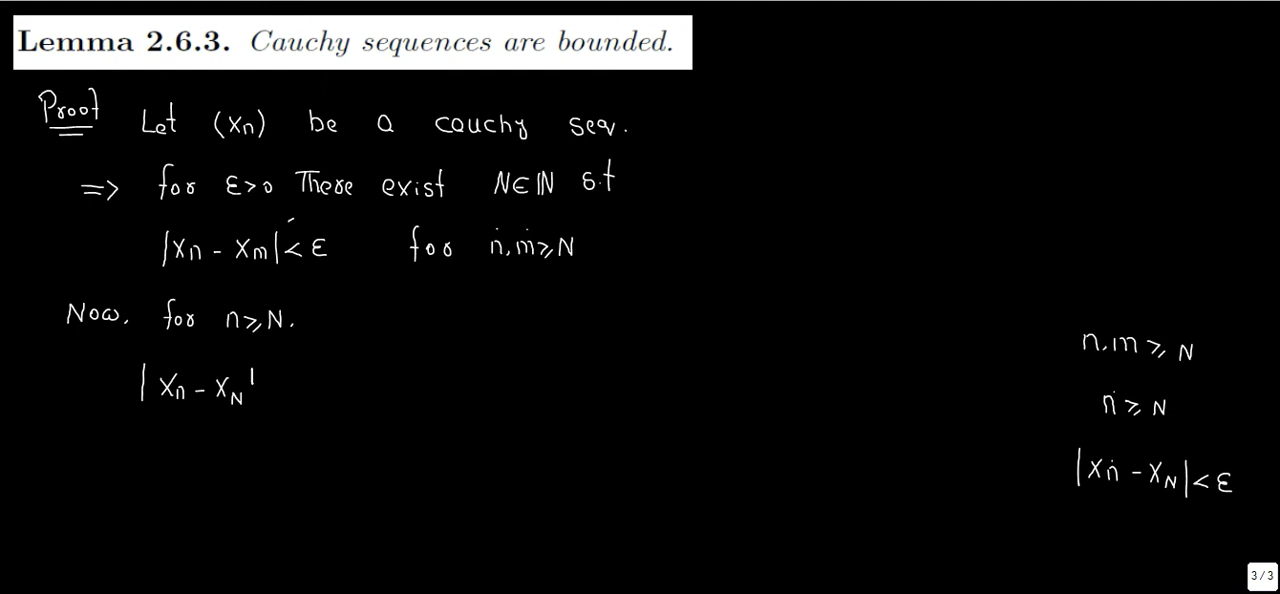 Lemma 2.6.3. Cauchy sequences are bounded.
Proof Let (xn) be a cauchy seq.
=> for ε>0 There exist N∈ℕ s.t
|xn - xm| < ε for n,m ≥ N
Now, for n ≥ N.
|xn - xN|
n,m ≥ N
n ≥ N
|xn - xN| < ε
3/3